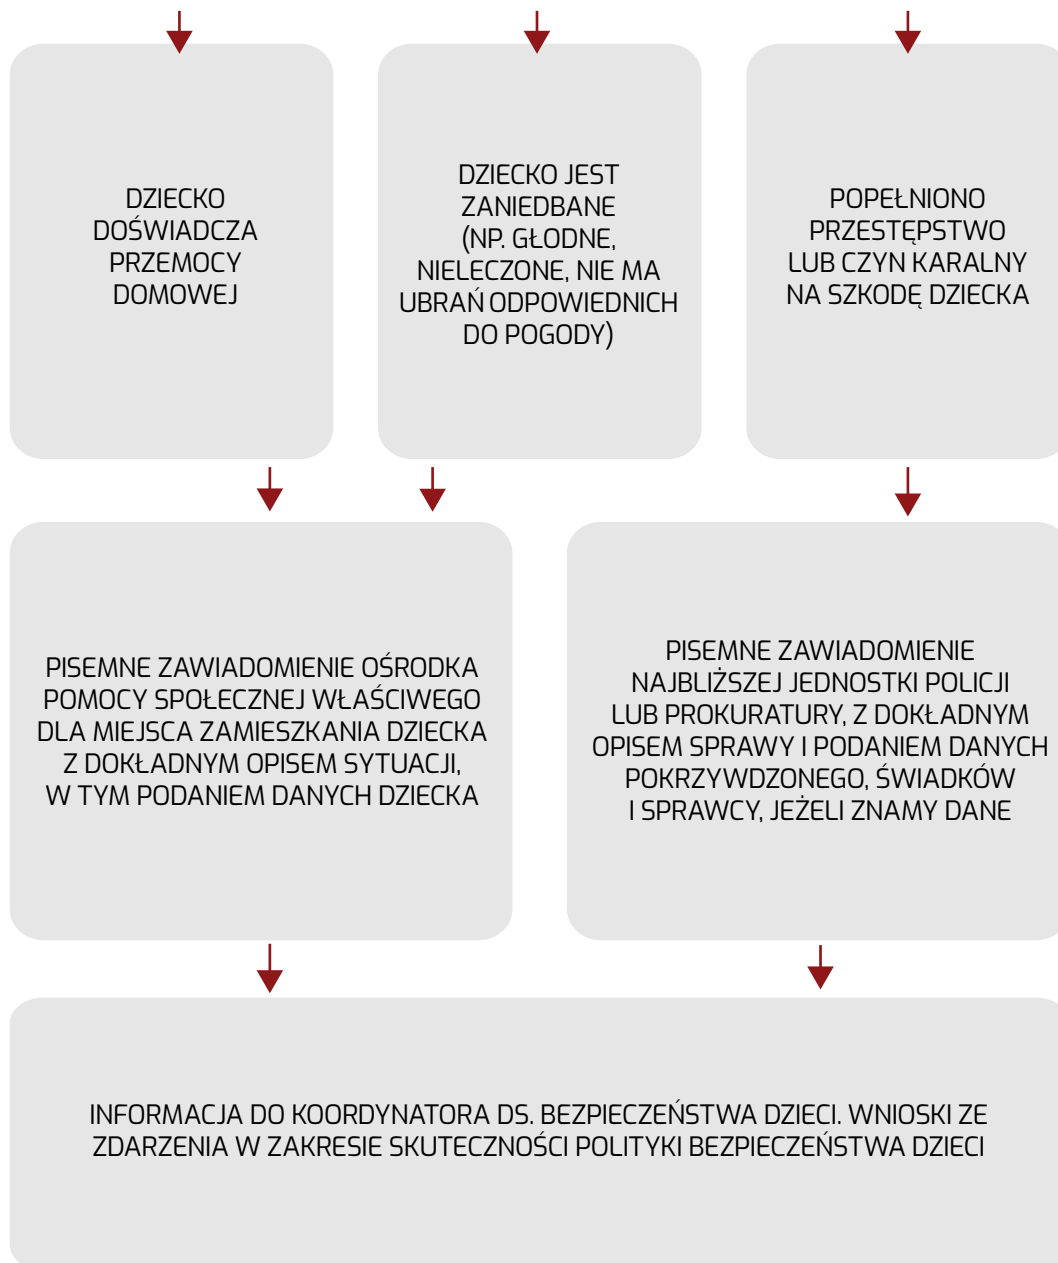 DZIECKO
DOŚWIADCZA
PRZEMOCY
DOMOWEJ
DZIECKO JEST
ZANIEDBANE
(NP. GŁODNE,
NIELECZONE, NIE MA
UBRAŃ ODPOWIEDNICH
DO POGODY)
POPEŁNIONO
PRZESTĘPSTWO
LUB CZYN KARALNY
NA SZKODĘ DZIECKA
PISEMNE ZAWIADOMIENIE OŚRODKA
POMOCY SPOŁECZNEJ WŁAŚCIWEGO
DLA MIEJSCA ZAMIESZKANIA DZIECKA
Z DOKŁADNYM OPISEM SYTUACJI,
W TYM PODANIEM DANYCH DZIECKA
PISEMNE ZAWIADOMIENIE
NAJBLIŻSZEJ JEDNOSTKI POLICJI
LUB PROKURATURY, Z DOKŁADNYM
OPISEM SPRAWY I PODANIEM DANYCH
POKRZYWDZONEGO, ŚWIADKÓW
I SPRAWCY, JEŻELI ZNAMY DANE
INFORMACJA DO KOORDYNATORA DS. BEZPIECZEŃSTWA DZIECI. WNIOSKI ZE
ZDARZENIA W ZAKRESIE SKUTECZNOŚCI POLITYKI BEZPIECZEŃSTWA DZIECI